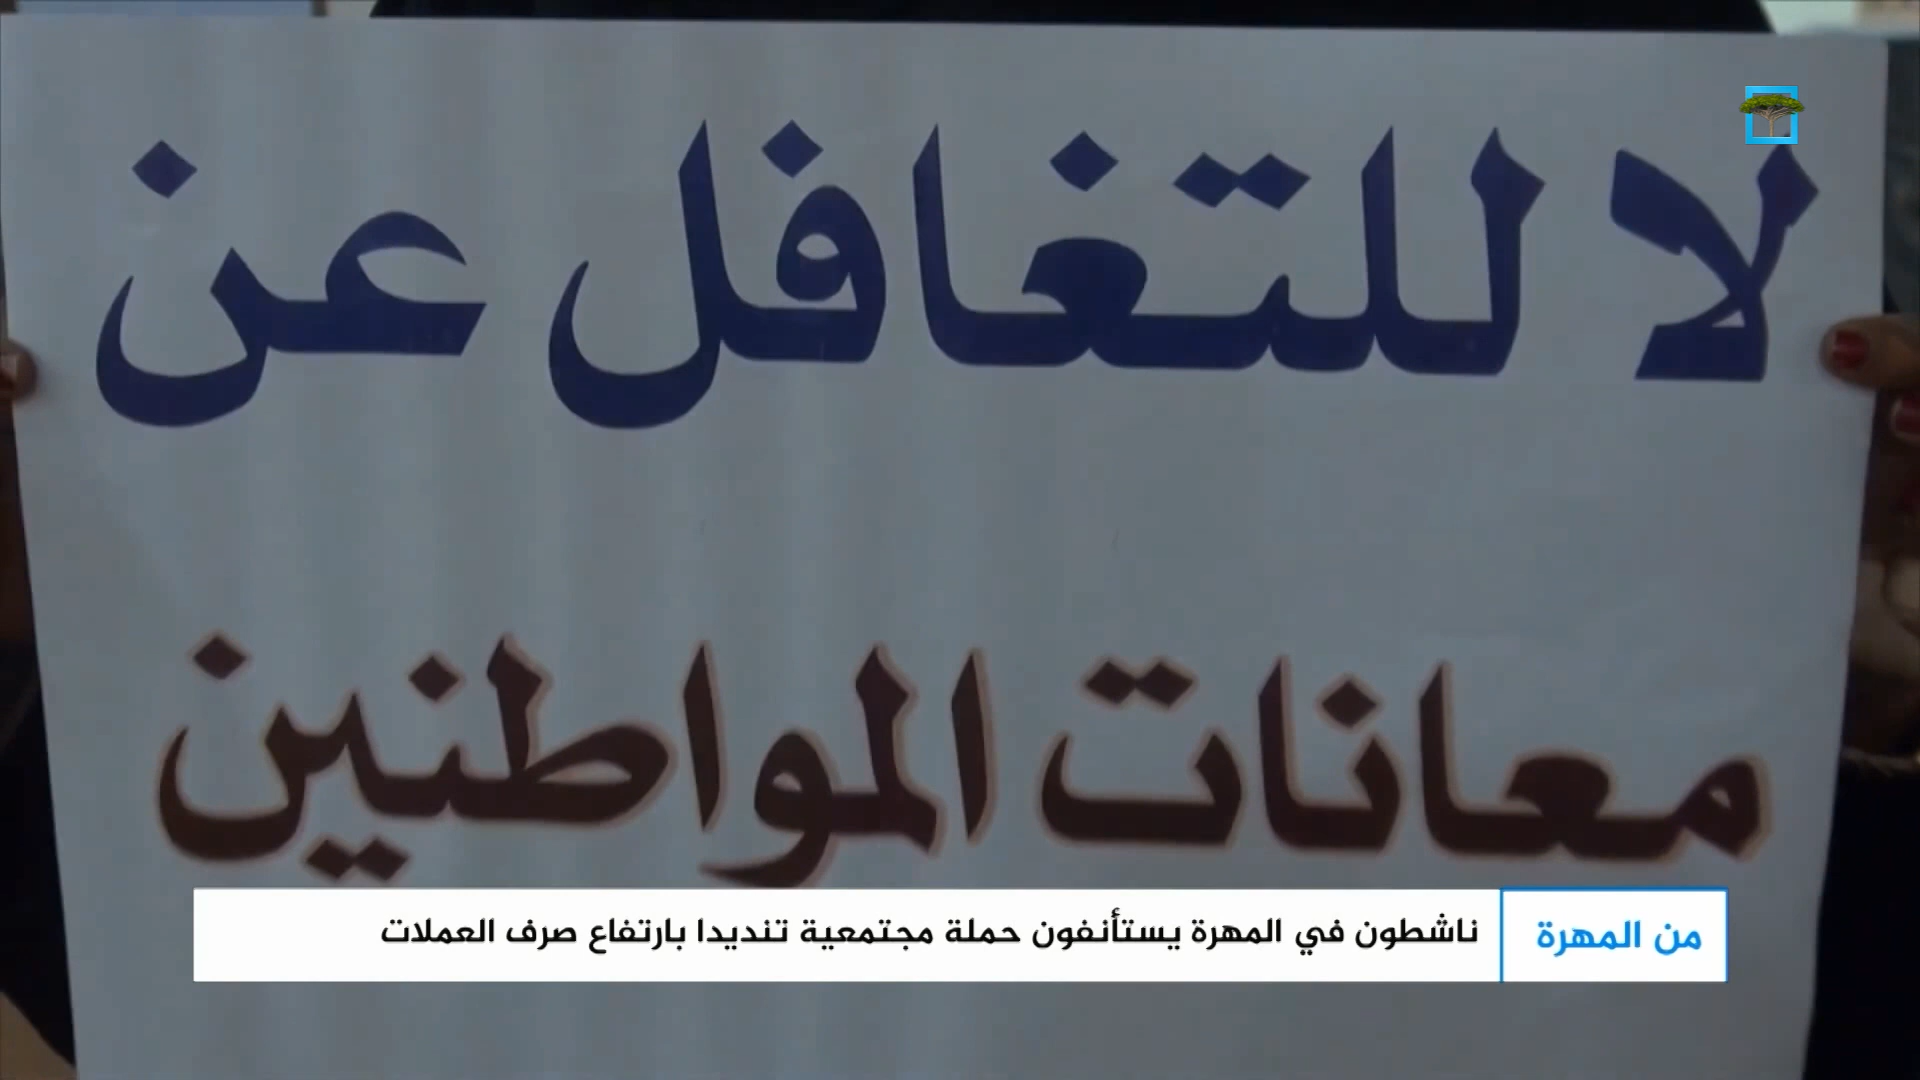 لا للتغافل عن
معانات المواطنين
من المهرة
ناشطون في المهرة يستأنفون حملة مجتمعية تنديدا بارتفاع صرف العملات